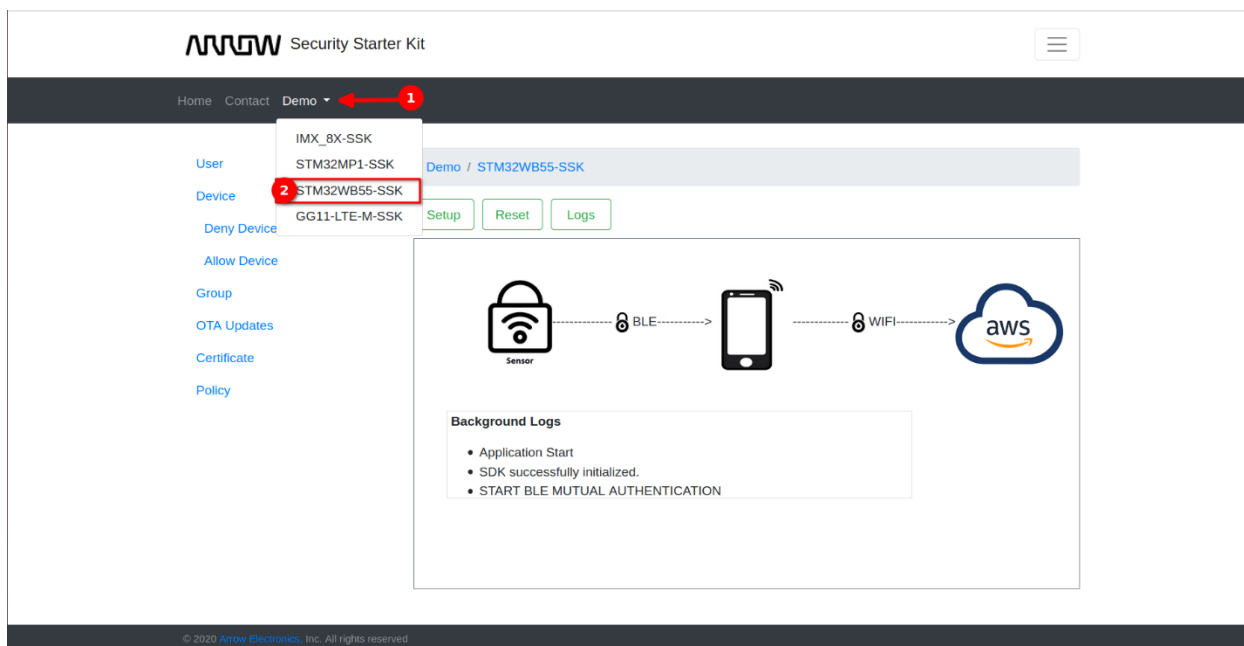 ARROW Security Starter Kit
Home Contact Demo
1
IMX_8X-SSK
STM32MP1-SSK
2 STM32WB55-SSK
GG11-LTE-M-SSK
User
Device
Deny Device
Allow Device
Group
OTA Updates
Certificate
Policy
Demo / STM32WB55-SSK
Setup Reset Logs
Sensor
------------ BLE---------->
----------- WIFI---------->
aws
Background Logs
• Application Start
• SDK successfully initialized.
• START BLE MUTUAL AUTHENTICATION
© 2020 Arrow Electronics, Inc. All rights reserved